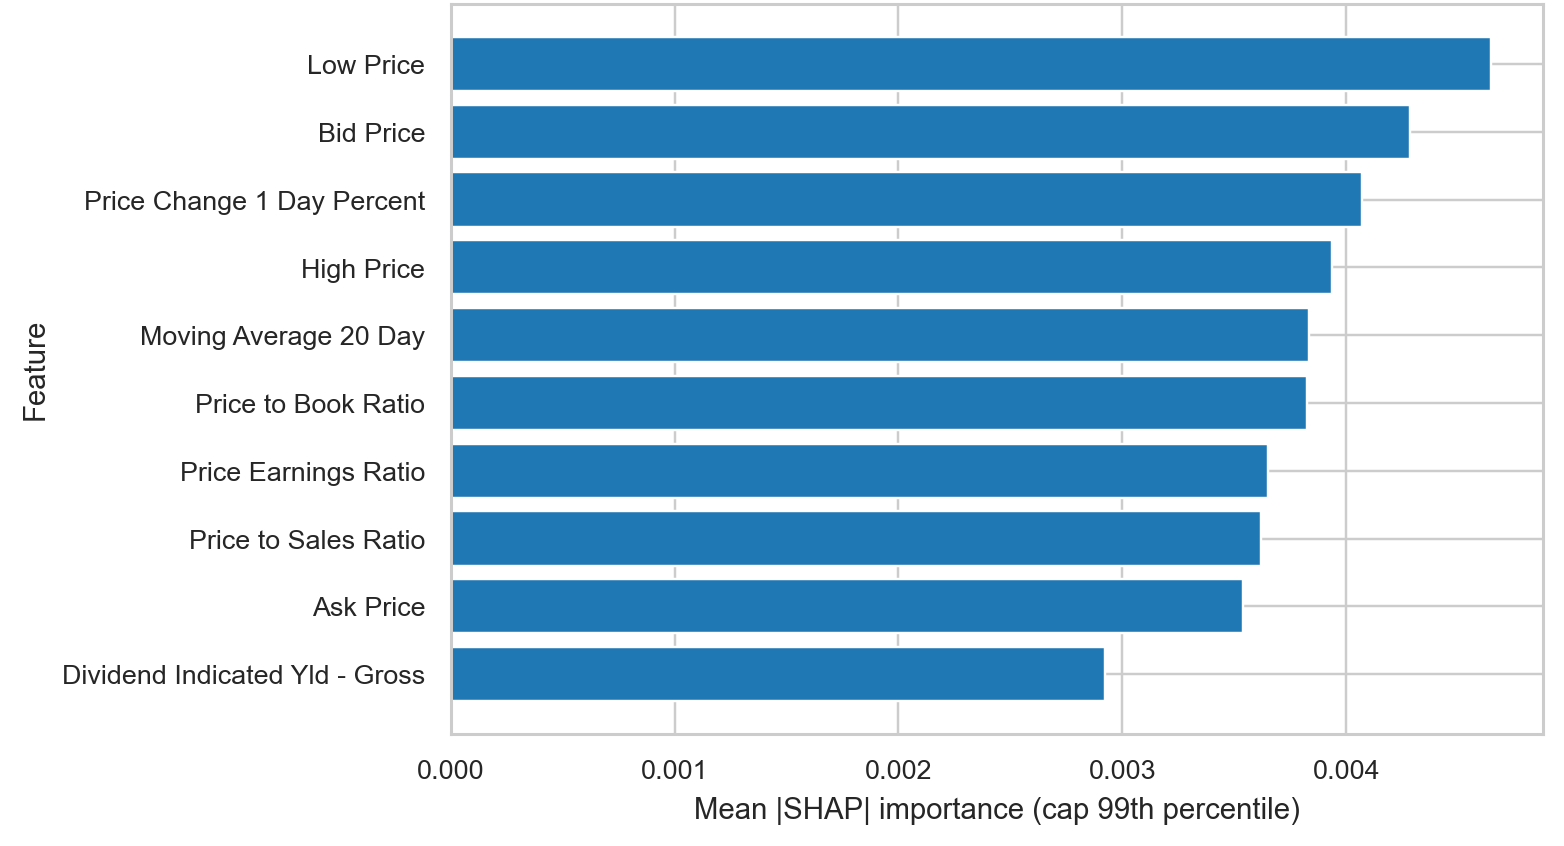 Low Price
Bid Price
Price Change 1 Day Percent
High Price
Moving Average 20 Day
Price to Book Ratio
Price Earnings Ratio
Price to Sales Ratio
Ask Price
Dividend Indicated Yld - Gross
Feature
0.000 0.001 0.002 0.003 0.004
Mean |SHAP| importance (cap 99th percentile)